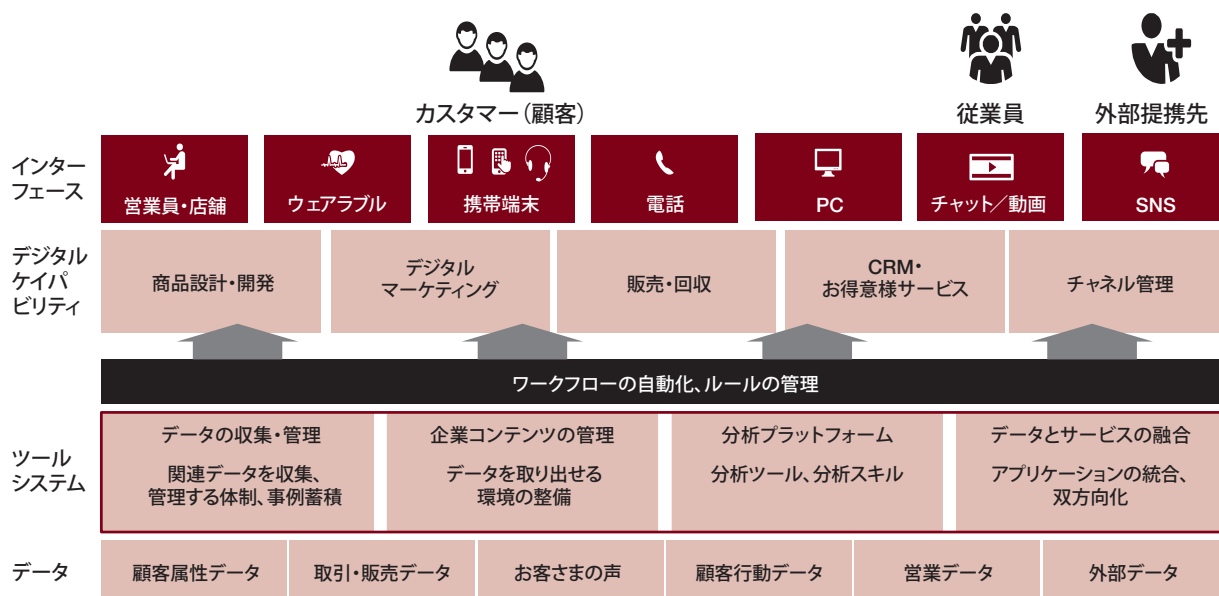 カスタマー（顧客）
従業員
外部提携先
インター
フェース
営業員・店舗
ウェアラブル
携帯端末
電話
PC
チャット／動画
SNS
デジタル
ケイパ
ビリティ
商品設計・開発
デジタル
マーケティング
販売・回収
CRM・
お得意様サービス
チャネル管理
ワークフローの自動化、ルールの管理
ツール
システム
データの収集・管理
関連データを収集、
管理する体制、事例蓄積
企業コンテンツの管理
データを取り出せる
環境の整備
分析プラットフォーム
分析ツール、分析スキル
データとサービスの融合
アプリケーションの統合、
双方向化
データ
顧客属性データ
取引・販売データ
お客さまの声
顧客行動データ
営業データ
外部データ